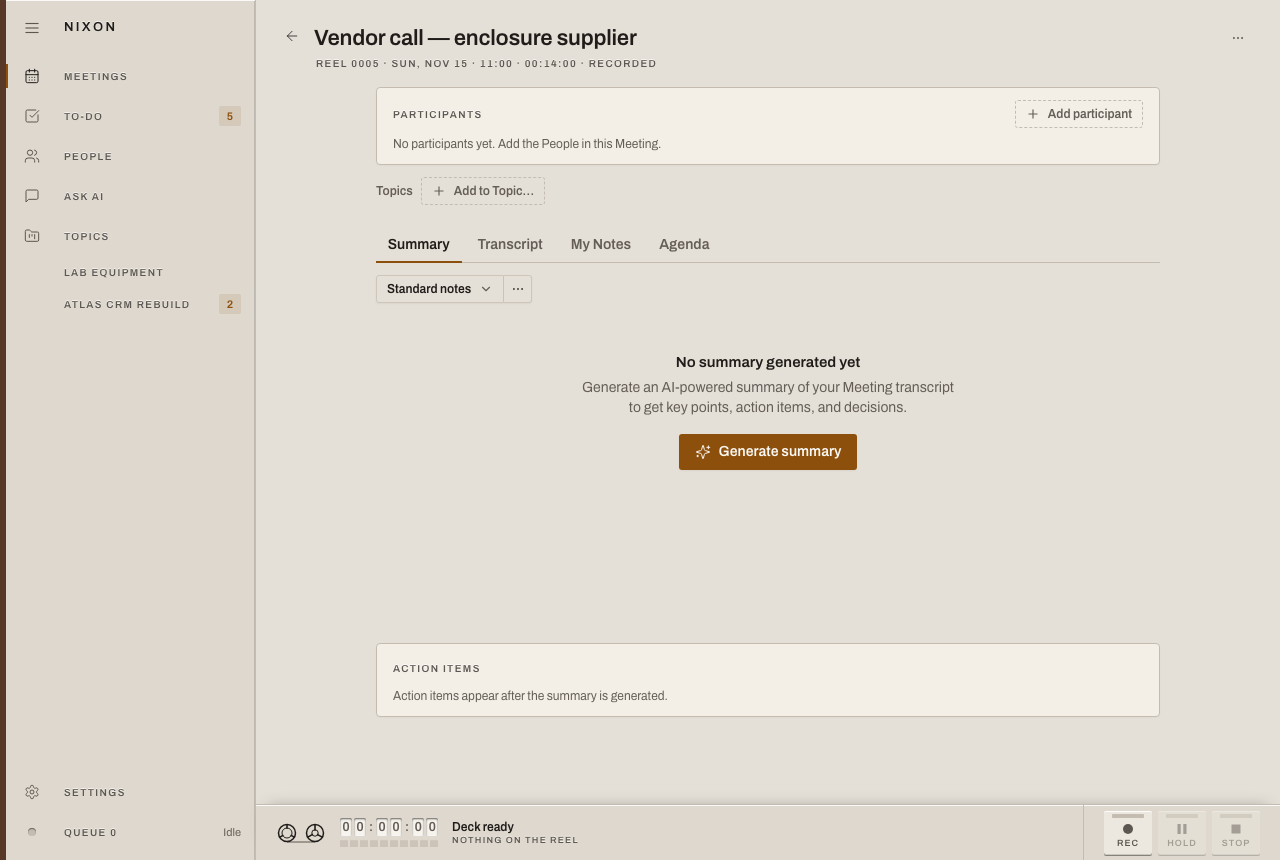 NIXON
MEETINGS
TO-DO 5
PEOPLE
ASK AI
TOPICS
LAB EQUIPMENT
ATLAS CRM REBUILD 2
SETTINGS
QUEUE 0 Idle
Vendor call — enclosure supplier
REEL 0005 · SUN, NOV 15 · 11:00 · 00:14:00 · RECORDED
PARTICIPANTS
Add participant
No participants yet. Add the People in this Meeting.
Topics
Add to Topic...
Summary Transcript My Notes Agenda
Standard notes
No summary generated yet
Generate an AI-powered summary of your Meeting transcript
to get key points, action items, and decisions.
Generate summary
ACTION ITEMS
Action items appear after the summary is generated.
00:00:00
Deck ready
NOTHING ON THE REEL
REC HOLD STOP